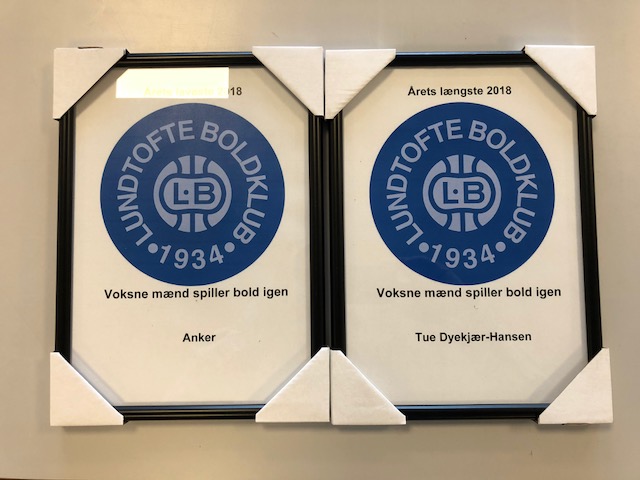 2018
LUNDTOFTE BOLDKLUB
LB
• 1934 •
Voksne mænd spiller bold igen
Anker
Årets længste 2018
LUNDTOFTE BOLDKLUB
LB
• 1934 •
Voksne mænd spiller bold igen
Tue Dyekjær-Hansen